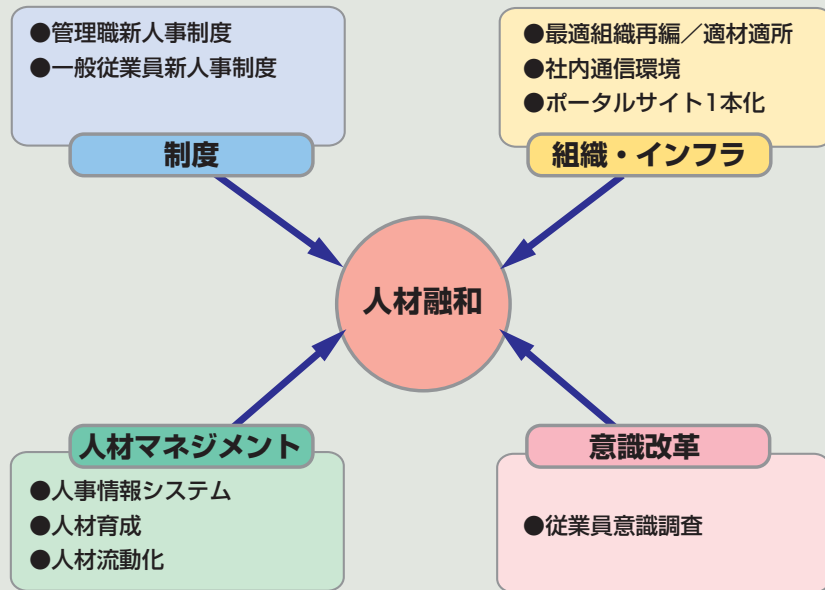 ●管理職新人事制度
●一般従業員新人事制度
制度
●最適組織再編／適材適所
●社内通信環境
●ポータルサイト1本化
組織・インフラ
人材融和
人材マネジメント
●人事情報システム
●人材育成
●人材流動化
意識改革
●従業員意識調査